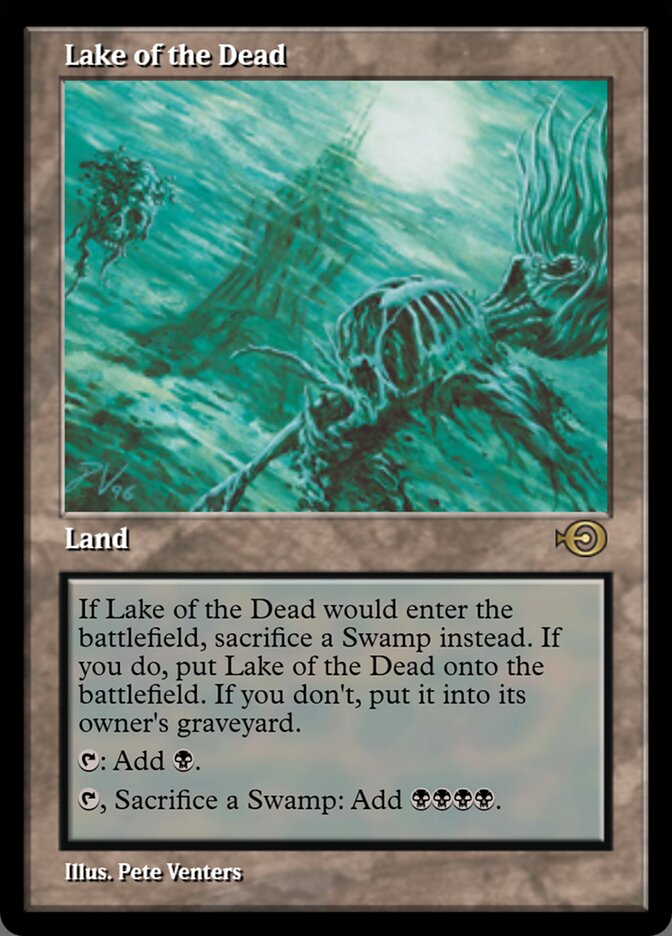 Lake of the Dead
PV96
Land
If Lake of the Dead would enter the
battlefield, sacrifice a Swamp instead. If
you do, put Lake of the Dead onto the
battlefield. If you don't, put it into its
owner's graveyard.
: Add .
, Sacrifice a Swamp: Add .
Illus. Pete Venters